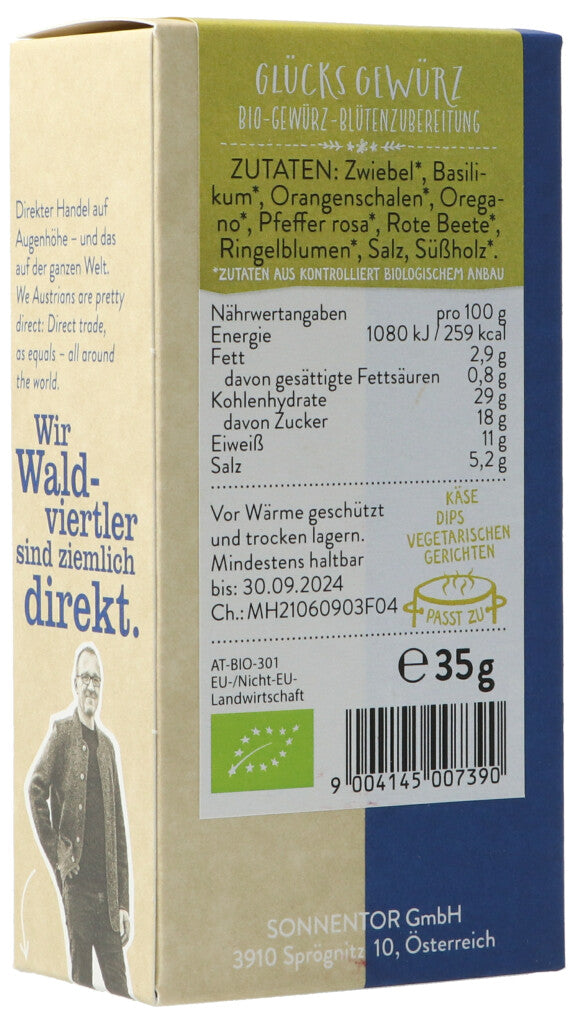 Direkter Handel auf
Augenhöhe – und das
auf der ganzen Welt.
We Austrians are pretty
direct: Direct trade,
as equals – all around
the world.
Wir
Wald-
viertler
sind ziemlich
direkt.
GLÜCKS GEWÜRZ
BIO-GEWÜRZ-BLÜTENZUBEREITUNG
ZUTATEN: Zwiebel*, Basili-
kum*, Orangenschalen*, Orega-
no*, Pfeffer rosa*, Rote Beete*,
Ringelblumen*, Salz, Süßholz*.
*ZUTATEN AUS KONTROLLIERT BIOLOGISCHEM ANBAU
Nährwertangaben pro 100 g
Energie 1080 kJ / 259 kcal
Fett 2,9 g
davon gesättigte Fettsäuren 0,8 g
Kohlenhydrate 29 g
davon Zucker 18 g
Eiweiß 11 g
Salz 5,2 g
Vor Wärme geschützt
und trocken lagern.
Mindestens haltbar
bis: 30.09.2024
Ch.: MH21060903F04
KÄSE
DIPS
VEGETARISCHEN
GERICHTEN
PASST ZU
AT-BIO-301
EU-/Nicht-EU-
Landwirtschaft
℮35g
9 004145 007390
SONNENTOR GmbH
3910 Sprögnitz 10, Österreich